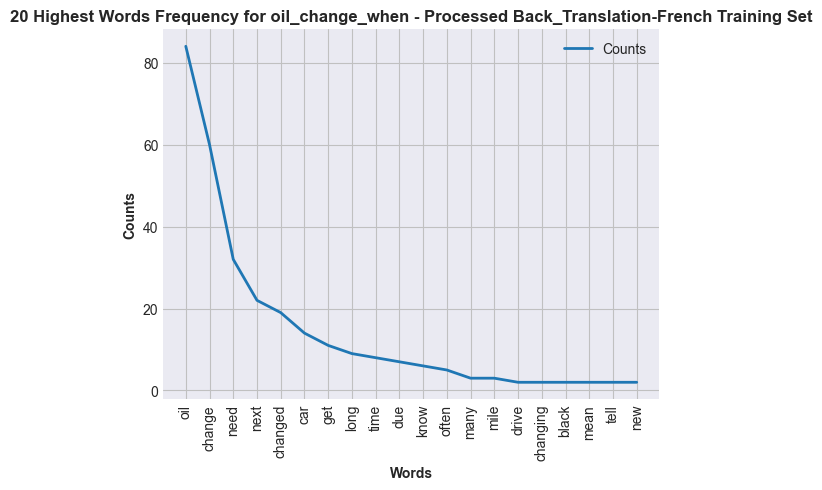 20 Highest Words Frequency for oil_change_when - Processed Back_Translation-French Training Set
Counts
80
60
40
20
0
Counts
oil
change
need
next
changed
car
get
long
time
due
know
often
many
mile
drive
changing
black
mean
tell
new
Words